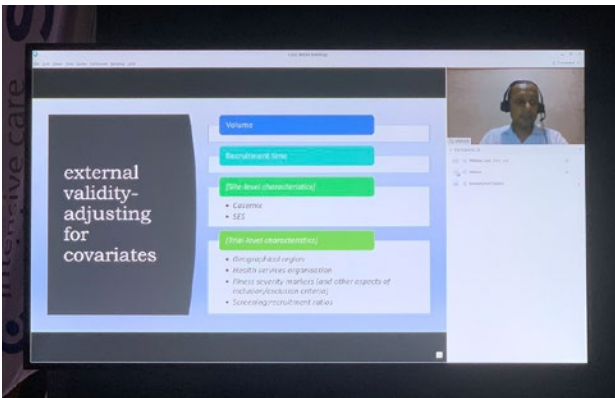 intensive care
external
validity-
adjusting
for
covariates
Volume
Recruitment time
[Site-level characteristics]
• Casemix
• SES
[Trial-level characteristics]
• Geographical region
• Health services organisation
• Illness severity markers (and other aspects of
inclusion/exclusion criteria)
• Screening:recruitment ratios